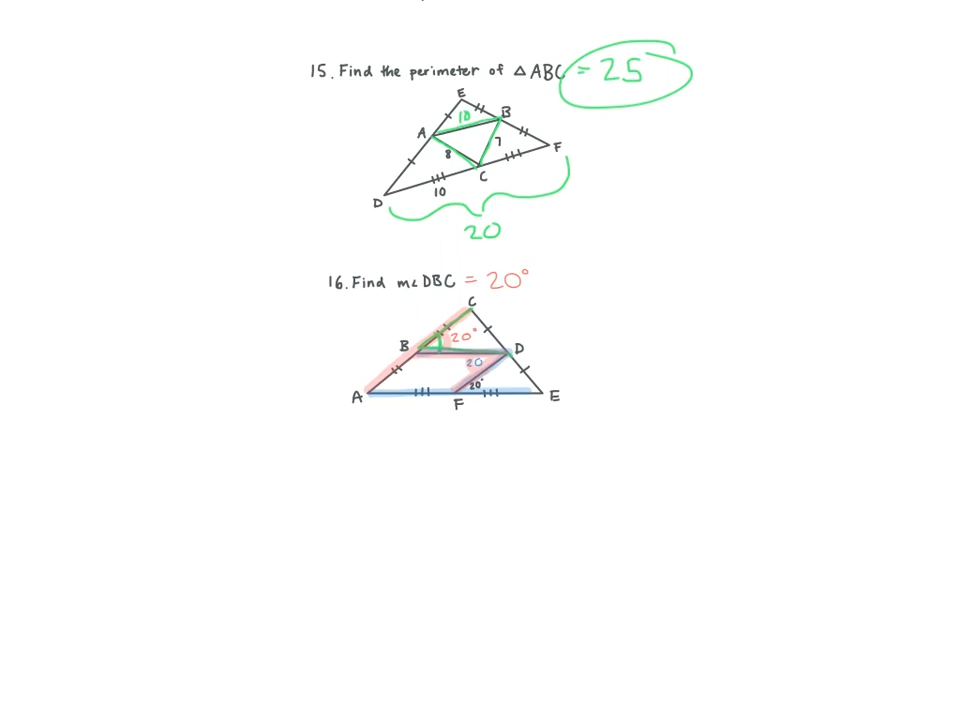 15. Find the perimeter of △ABC = 25
E
10
B
A
7
F
8
C
10
D
20
16. Find m∠DBC = 20°
C
20°
B
D
20
20°
A
F
E